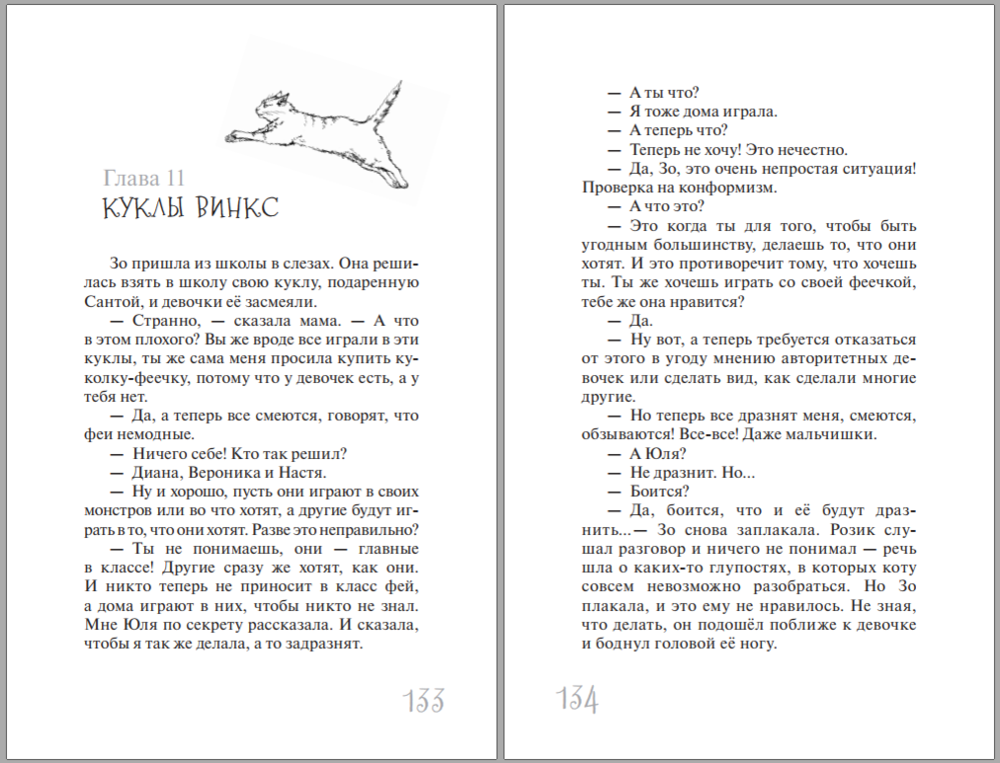 Глава 11
КУКЛЫ ВИНКС
Зо пришла из школы в слезах. Она реши-
лась взять в школу свою куклу, подаренную
Сантой, и девочки её засмеяли.
— Странно, — сказала мама. — А что
в этом плохого? Вы же вроде все играли в эти
куклы, ты же сама меня просила купить ку-
колку-феечку, потому что у девочек есть, а у
тебя нет.
— Да, а теперь все смеются, говорят, что
феи немодные.
— Ничего себе! Кто так решил?
— Диана, Вероника и Настя.
— Ну и хорошо, пусть они играют в своих
монстров или во что хотят, а другие будут иг-
рать в то, что они хотят. Разве это неправильно?
— Ты не понимаешь, они — главные
в классе! Другие сразу же хотят, как они.
И никто теперь не приносит в класс фей,
а дома играют в них, чтобы никто не знал.
Мне Юля по секрету рассказала. И сказала,
чтобы я так же делала, а то задразнят.
133
— А ты что?
— Я тоже дома играла.
— А теперь что?
— Теперь не хочу! Это нечестно.
— Да, Зо, это очень непростая ситуация!
Проверка на конформизм.
— А что это?
— Это когда ты для того, чтобы быть
угодным большинству, делаешь то, что они
хотят. И это противоречит тому, что хочешь
ты. Ты же хочешь играть со своей феечкой,
тебе же она нравится?
— Да.
— Ну вот, а теперь требуется отказаться
от этого в угоду мнению авторитетных де-
вочек или сделать вид, как сделали многие
другие.
— Но теперь все дразнят меня, смеются,
обзываются! Все-все! Даже мальчишки.
— А Юля?
— Не дразнит. Но...
— Боится?
— Да, боится, что и её будут драз-
нить...— Зо снова заплакала. Розик слу-
шал разговор и ничего не понимал — речь
шла о каких-то глупостях, в которых коту
совсем невозможно разобраться. Но Зо
плакала, и это ему не нравилось. Не зная,
что делать, он подошёл поближе к девочке
и боднул головой её ногу.
134